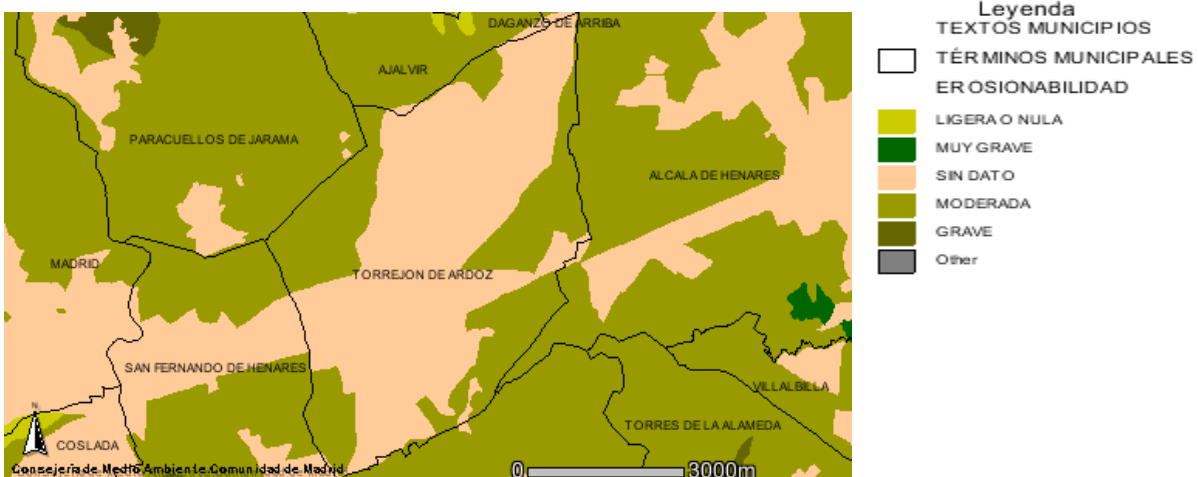 DAGANZO DE ARRIBA
AJALVIR
PARACUELLOS DE JARAMA
ALCALA DE HENARES
MADRID
TORREJON DE ARDOZ
SAN FERNANDO DE HENARES
VILLALBILLA
N
TORRES DE LA ALAMEDA
COSLADA
Consejería de Medio Ambiente.Comunidad de Madrid
0 3000m
Leyenda
TEXTOS MUNICIPIOS
TÉRMINOS MUNICIPALES
EROSIONABILIDAD
LIGERA O NULA
MUY GRAVE
SIN DATO
MODERADA
GRAVE
Other